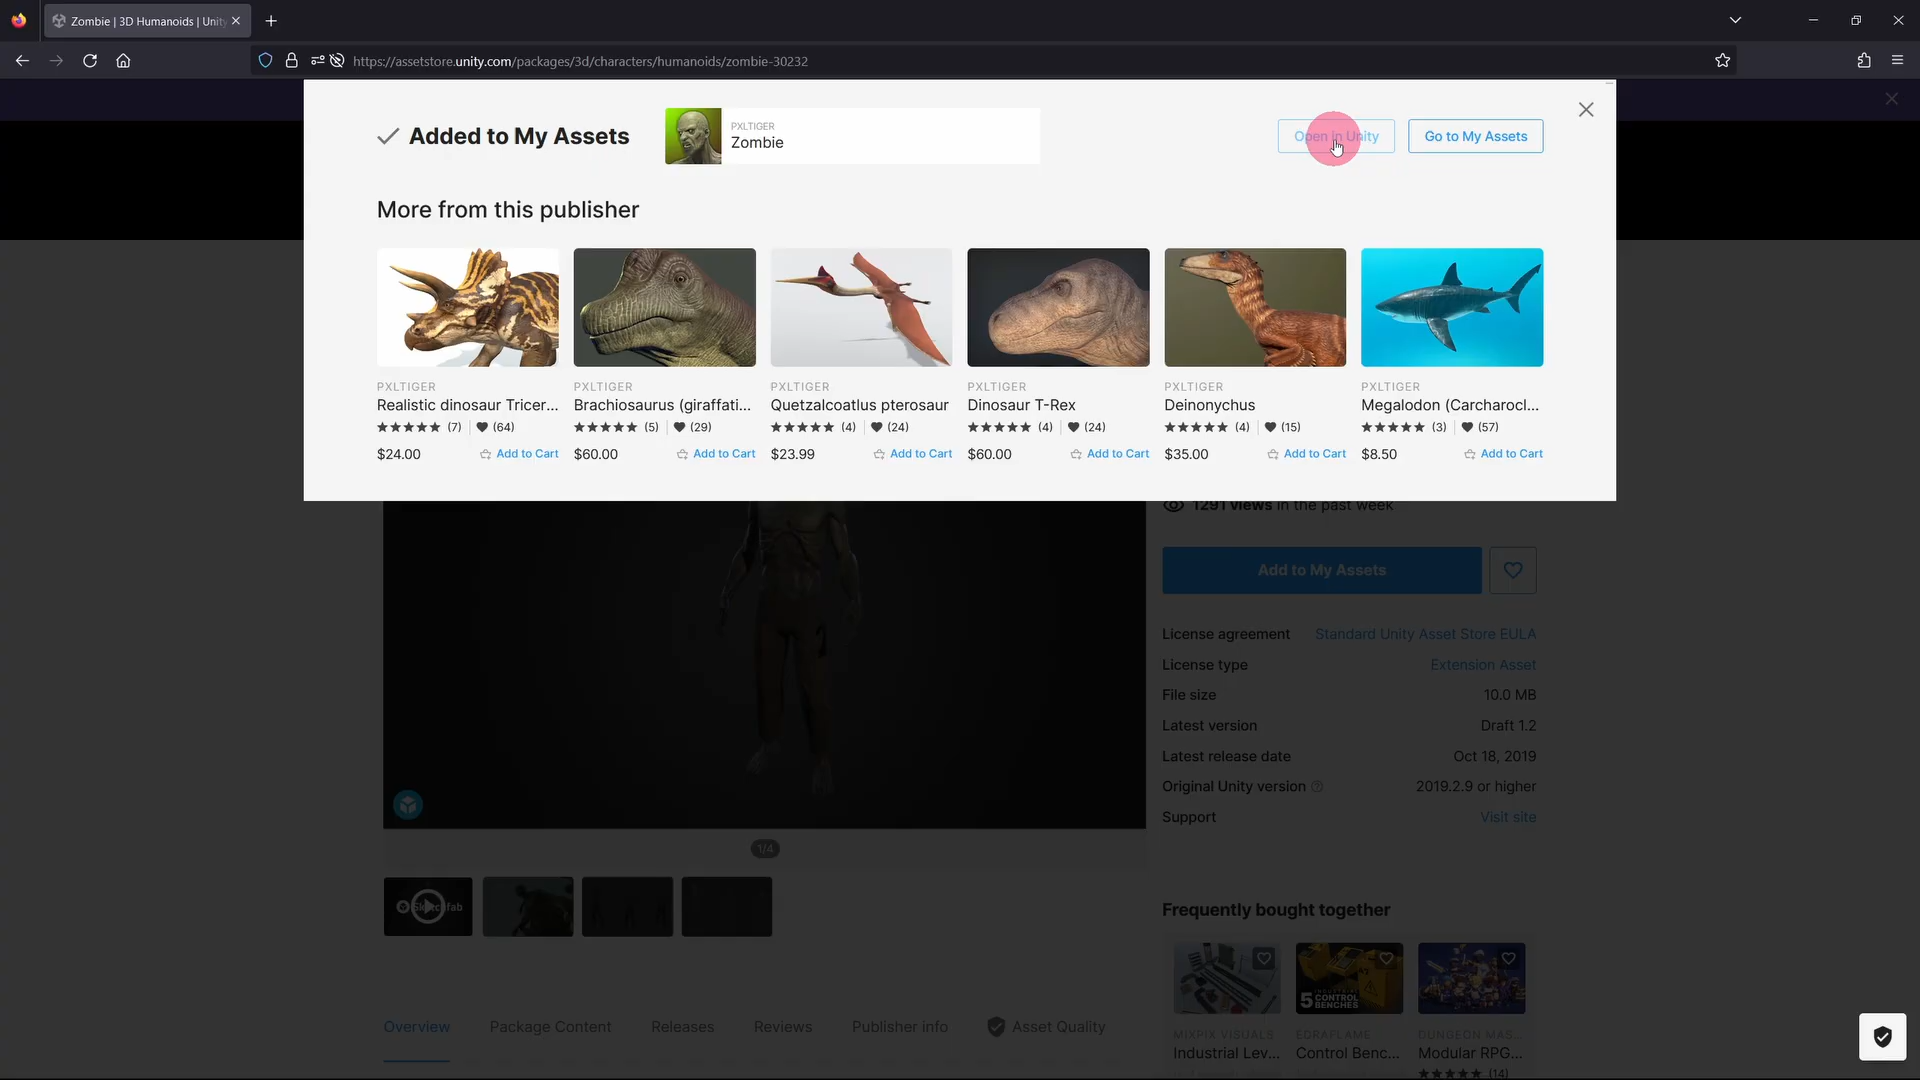 Zombie | 3D Humanoids | Unity
https://assetstore.unity.com/packages/3d/characters/humanoids/zombie-30232
Added to My Assets
PXLTIGER
Zombie
Open in Unity
Go to My Assets
More from this publisher
PXLTIGER
Realistic dinosaur Tricer...
(7) (64)
$24.00 Add to Cart
PXLTIGER
Brachiosaurus (giraffati...
(5) (29)
$60.00 Add to Cart
PXLTIGER
Quetzalcoatlus pterosaur
(4) (24)
$23.99 Add to Cart
PXLTIGER
Dinosaur T-Rex
(4) (24)
$60.00 Add to Cart
PXLTIGER
Deinonychus
(4) (15)
$35.00 Add to Cart
PXLTIGER
Megalodon (Carcharocl...
(3) (57)
$8.50 Add to Cart
1291 views in the past week
Add to My Assets
License agreement Standard Unity Asset Store EULA
License type Extension Asset
File size 10.0 MB
Latest version Draft 1.2
Latest release date Oct 18, 2019
Original Unity version 2019.2.9 or higher
Support Visit site
1/4
Sketchfab
Frequently bought together
5 INDUSTRIAL
CONTROL
BENCHES
MIXPIX VISUALS
Industrial Lev...
EDRAFLAME
Control Benc...
DUNGEON MAS...
Modular RPG...
(14)
Overview Package Content Releases Reviews Publisher info Asset Quality